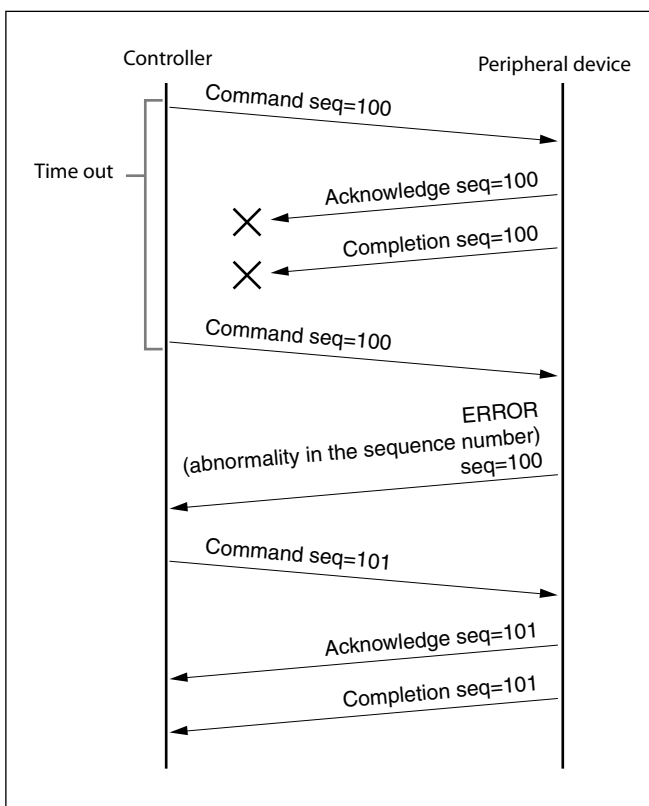 Controller
Peripheral device
Command seq=100
Time out
Acknowledge seq=100
Completion seq=100
Command seq=100
ERROR
(abnormality in the sequence number)
seq=100
Command seq=101
Acknowledge seq=101
Completion seq=101